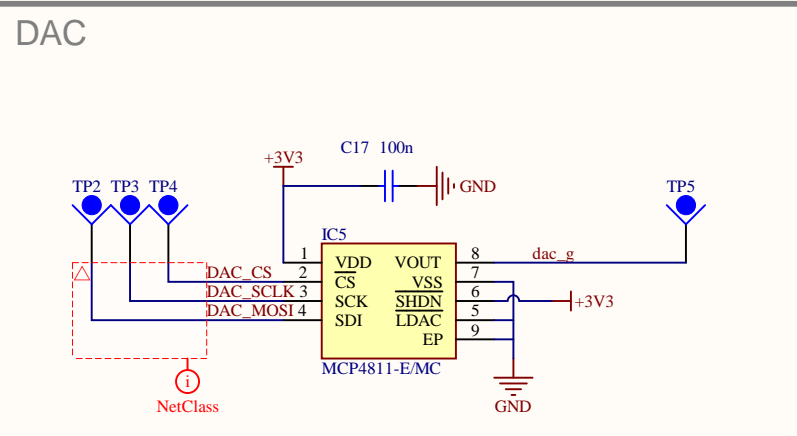 DAC
C17 100n
+3V3
GND
TP2 TP3 TP4
TP5
IC5
1 VDD VOUT 8 dac_g
DAC_CS 2 CS VSS 7
DAC_SCLK 3 SCK SHDN 6 +3V3
DAC_MOSI 4 SDI LDAC 5
EP 9
MCP4811-E/MC
i
NetClass
GND